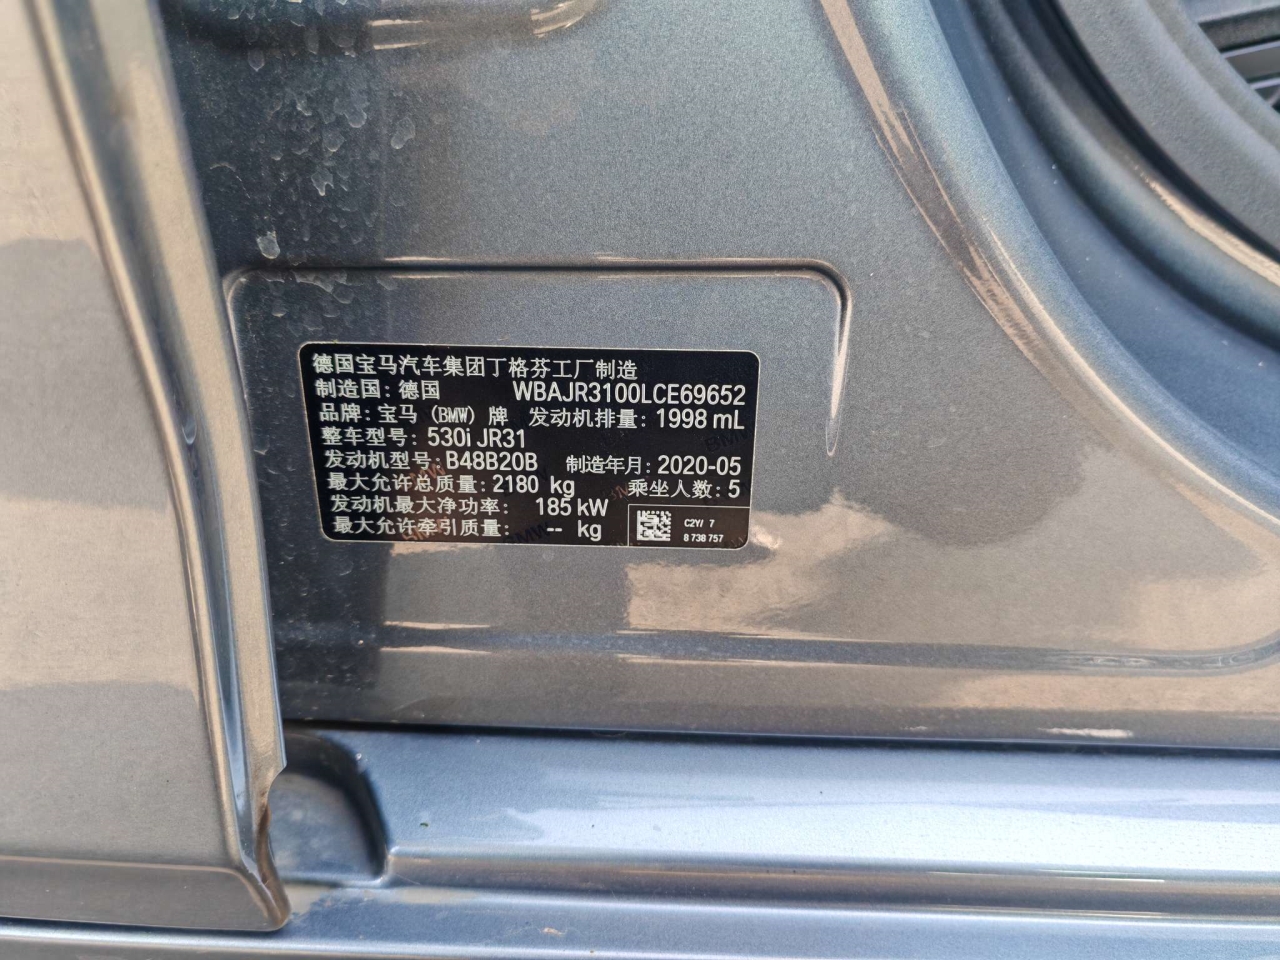 德国宝马汽车集团丁格芬工厂制造
制造国：德国 WBAJR3100LCE69652
品牌：宝马（BMW）牌 发动机排量：1998 mL
整车型号：530i JR31
发动机型号：B48B20B 制造年月：2020-05
最大允许总质量：2180 kg 乘坐人数：5
发动机最大净功率： 185 kW
最大允许牵引质量： -- kg
C2Y/ 7
8 738 757